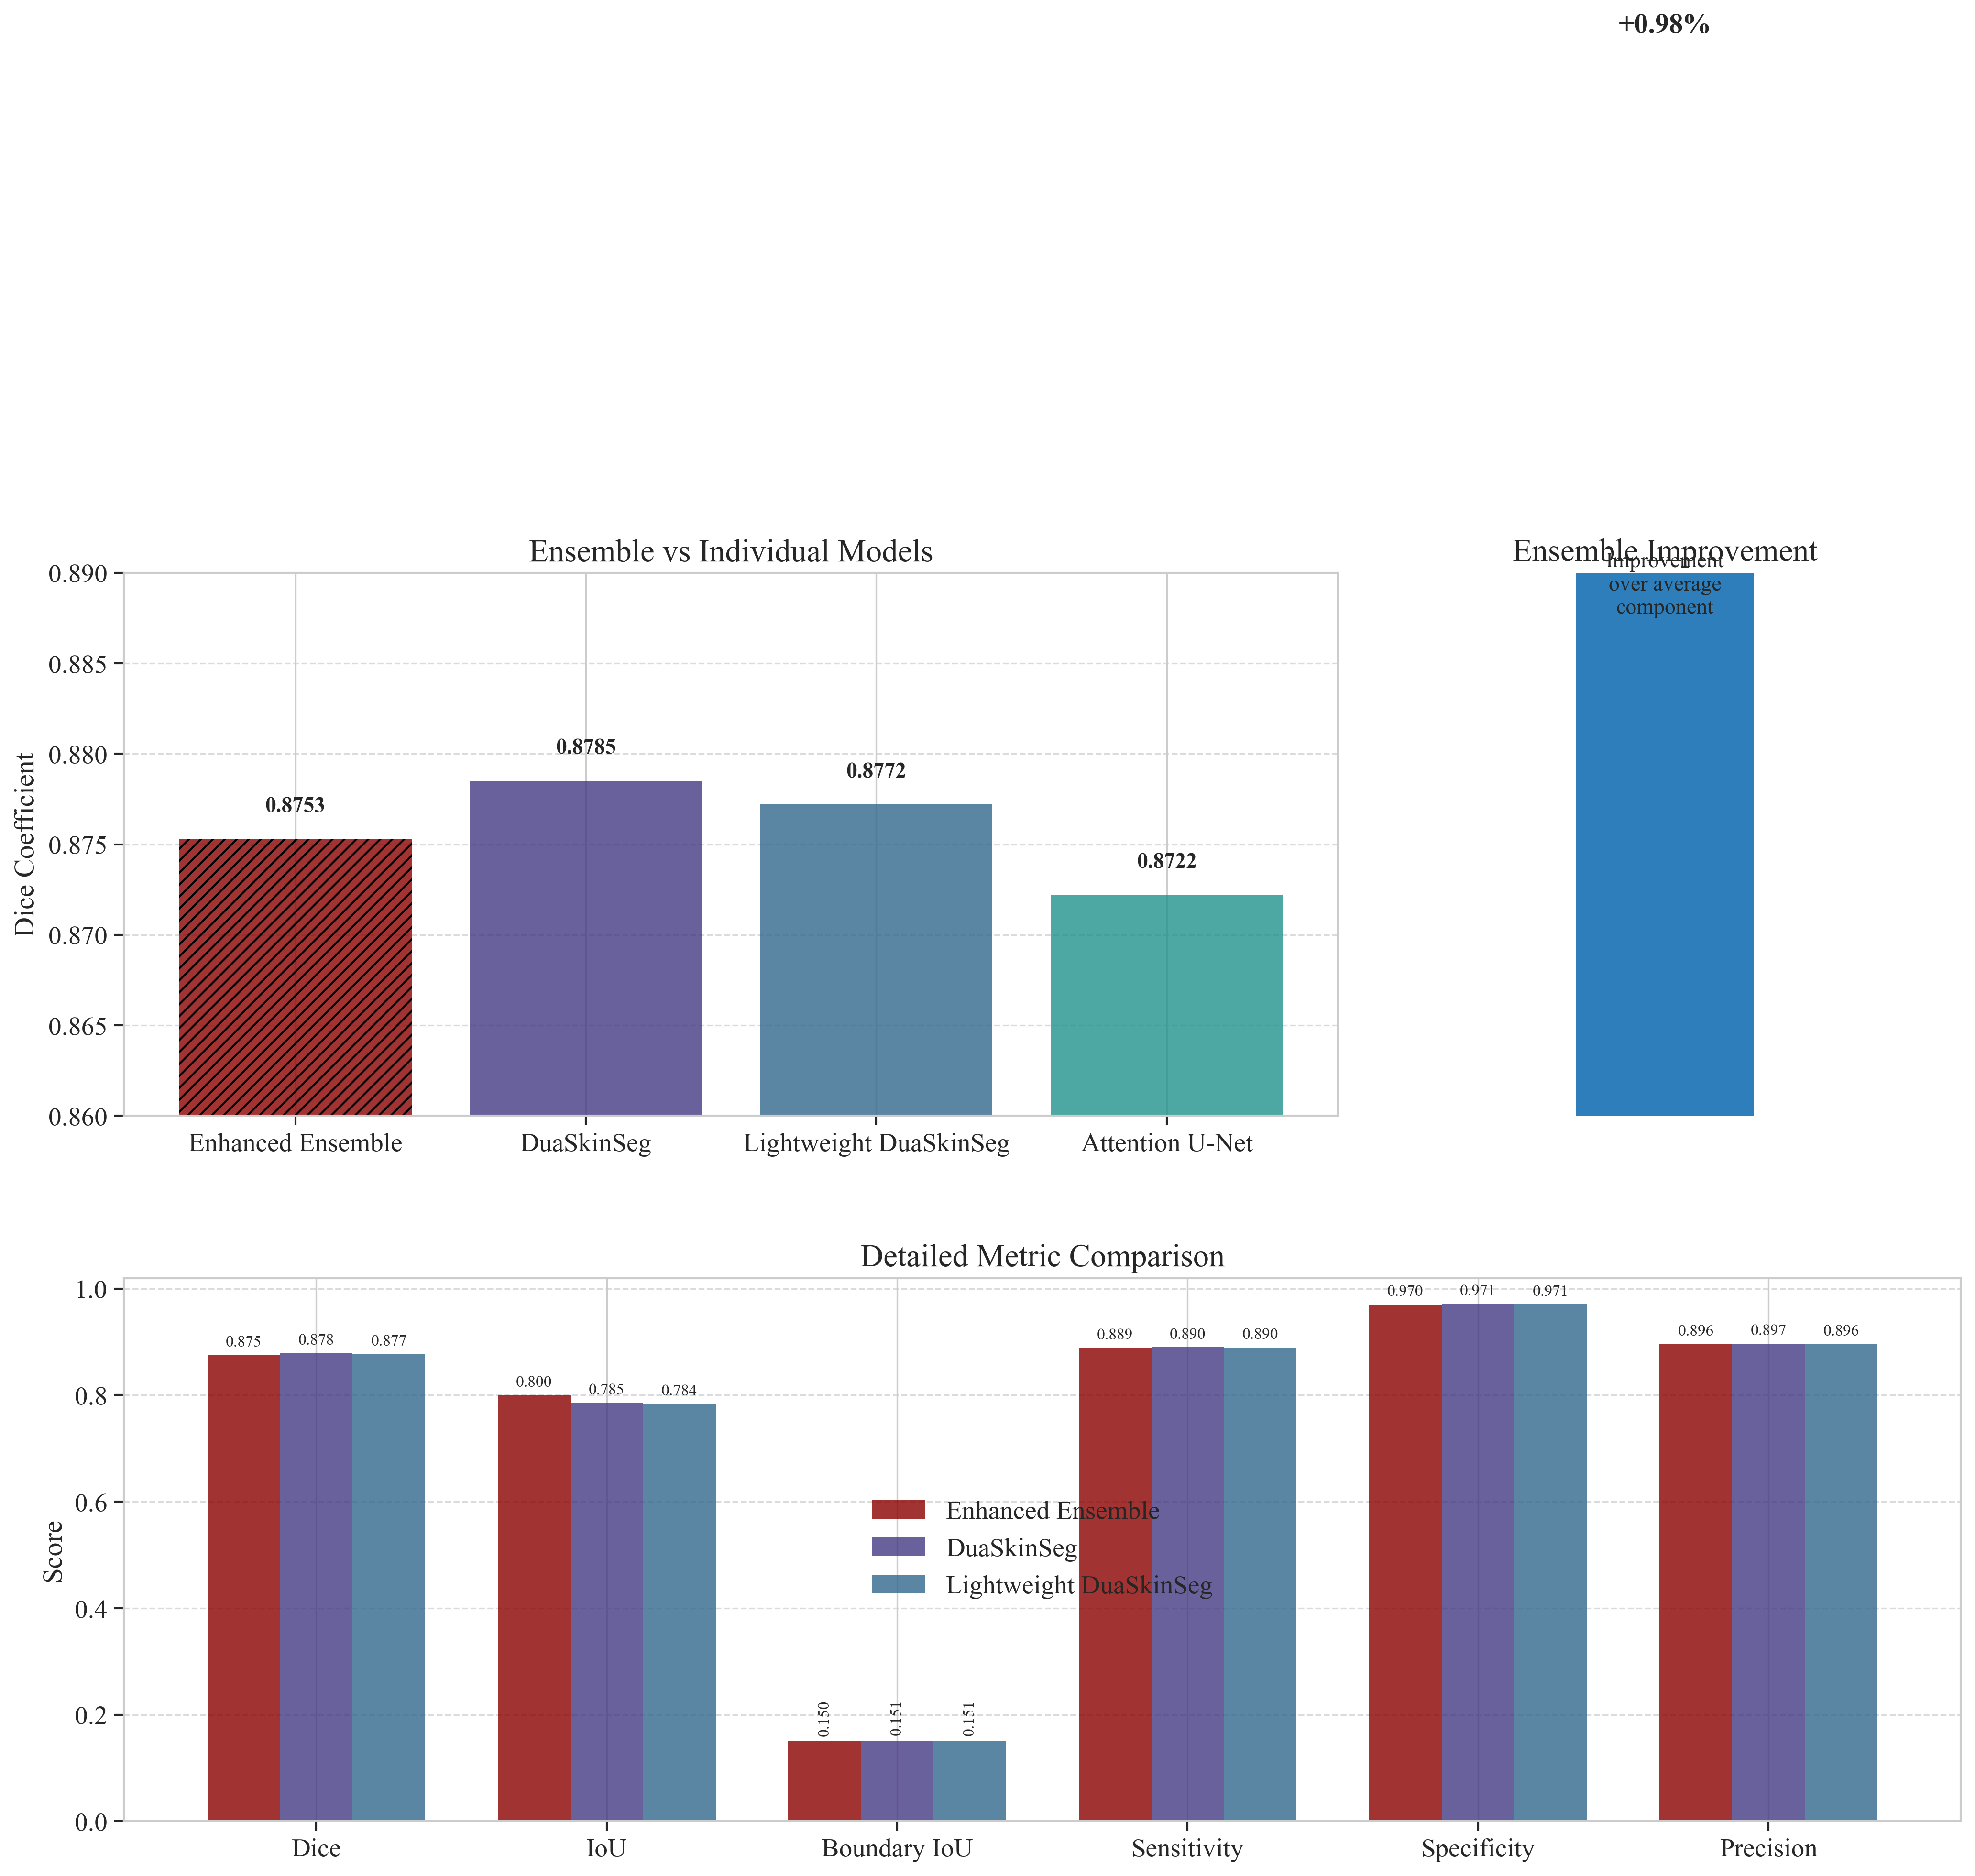 +0.98%
Ensemble vs Individual Models
Dice Coefficient
0.890
0.885
0.880
0.875
0.870
0.865
0.860
0.8753
0.8785
0.8772
0.8722
Enhanced Ensemble
DuaSkinSeg
Lightweight DuaSkinSeg
Attention U-Net
Ensemble Improvement
Improvement
over average
component
Detailed Metric Comparison
Score
1.0
0.8
0.6
0.4
0.2
0.0
0.875
0.878
0.877
0.800
0.785
0.784
0.150
0.151
0.151
0.889
0.890
0.890
0.970
0.971
0.971
0.896
0.897
0.896
Enhanced Ensemble
DuaSkinSeg
Lightweight DuaSkinSeg
Dice
IoU
Boundary IoU
Sensitivity
Specificity
Precision